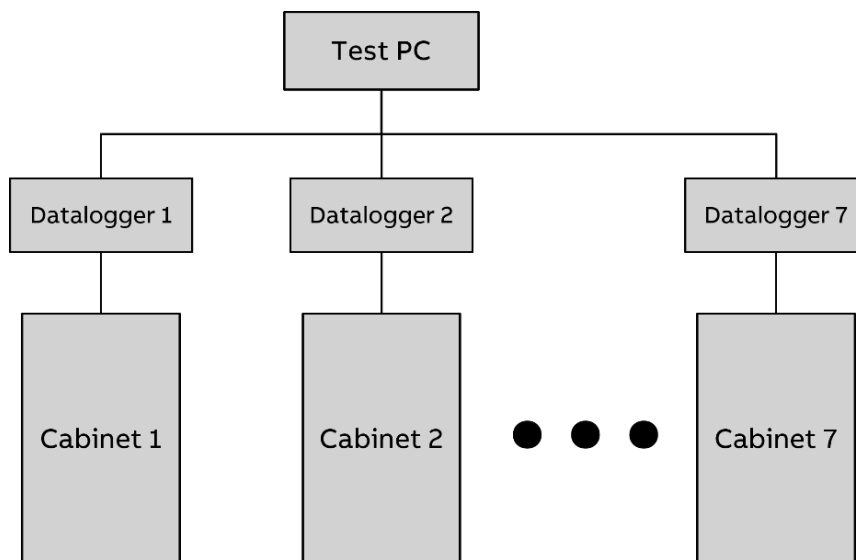 Test PC
Datalogger 1
Datalogger 2
Datalogger 7
Cabinet 1
Cabinet 2
Cabinet 7